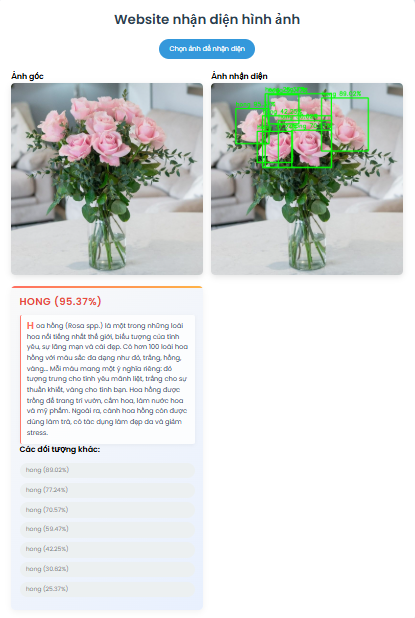 Website nhận diện hình ảnh
Chọn ảnh để nhận diện
Ảnh gốc
Ảnh nhận diện
HONG (95.37%)
Hoa hồng (Rosa spp.) là một trong những loài
hoa nổi tiếng nhất thế giới, biểu tượng của tình
yêu, sự lãng mạn và cái đẹp. Có hơn 100 loài hoa
hồng với màu sắc đa dạng như đỏ, trắng, hồng,
vàng... Mỗi màu mang một ý nghĩa riêng: đỏ
tượng trưng cho tình yêu mãnh liệt, trắng cho sự
thuần khiết, vàng cho tình bạn. Hoa hồng được
trồng để trang trí vườn, cắm hoa, làm nước hoa
và mỹ phẩm. Ngoài ra, cánh hoa hồng còn được
dùng làm trà, có tác dụng làm đẹp da và giảm
stress.
Các đối tượng khác:
hong (89.02%)
hong (77.24%)
hong (70.57%)
hong (59.47%)
hong (42.25%)
hong (30.82%)
hong (25.37%)